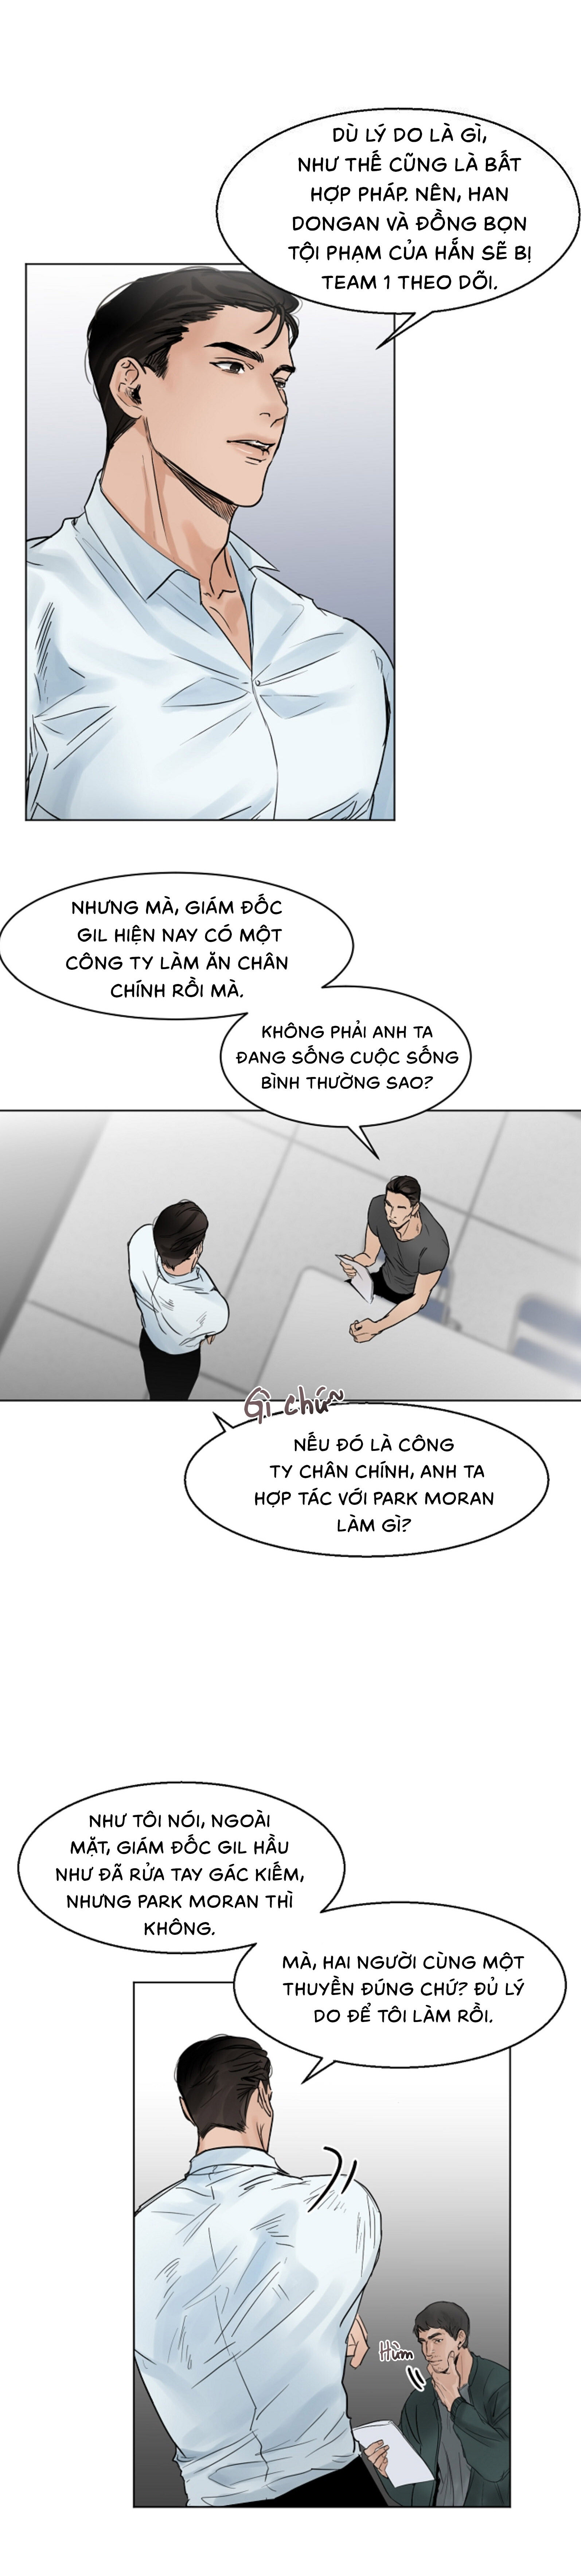 DÙ LÝ DO LÀ GÌ,
NHƯ THẾ CŨNG LÀ BẤT
HỢP PHÁP. NÊN, HAN
DONGAN VÀ ĐỒNG BỌN
TỘI PHẠM CỦA HẮN SẼ BỊ
TEAM 1 THEO DÕI.
NHƯNG MÀ, GIÁM ĐỐC
GIL HIỆN NAY CÓ MỘT
CÔNG TY LÀM ĂN CHÂN
CHÍNH RỒI MÀ.
KHÔNG PHẢI ANH TA
ĐANG SỐNG CUỘC SỐNG
BÌNH THƯỜNG SAO?
Gì chứ~
NẾU ĐÓ LÀ CÔNG
TY CHÂN CHÍNH, ANH TA
HỢP TÁC VỚI PARK MORAN
LÀM GÌ?
NHƯ TÔI NÓI, NGOÀI
MẶT, GIÁM ĐỐC GIL HẦU
NHƯ ĐÃ RỬA TAY GÁC KIẾM,
NHƯNG PARK MORAN THÌ
KHÔNG.
MÀ, HAI NGƯỜI CÙNG MỘT
THUYỀN ĐÚNG CHỨ? ĐỦ LÝ
DO ĐỂ TÔI LÀM RỒI.
Hừm